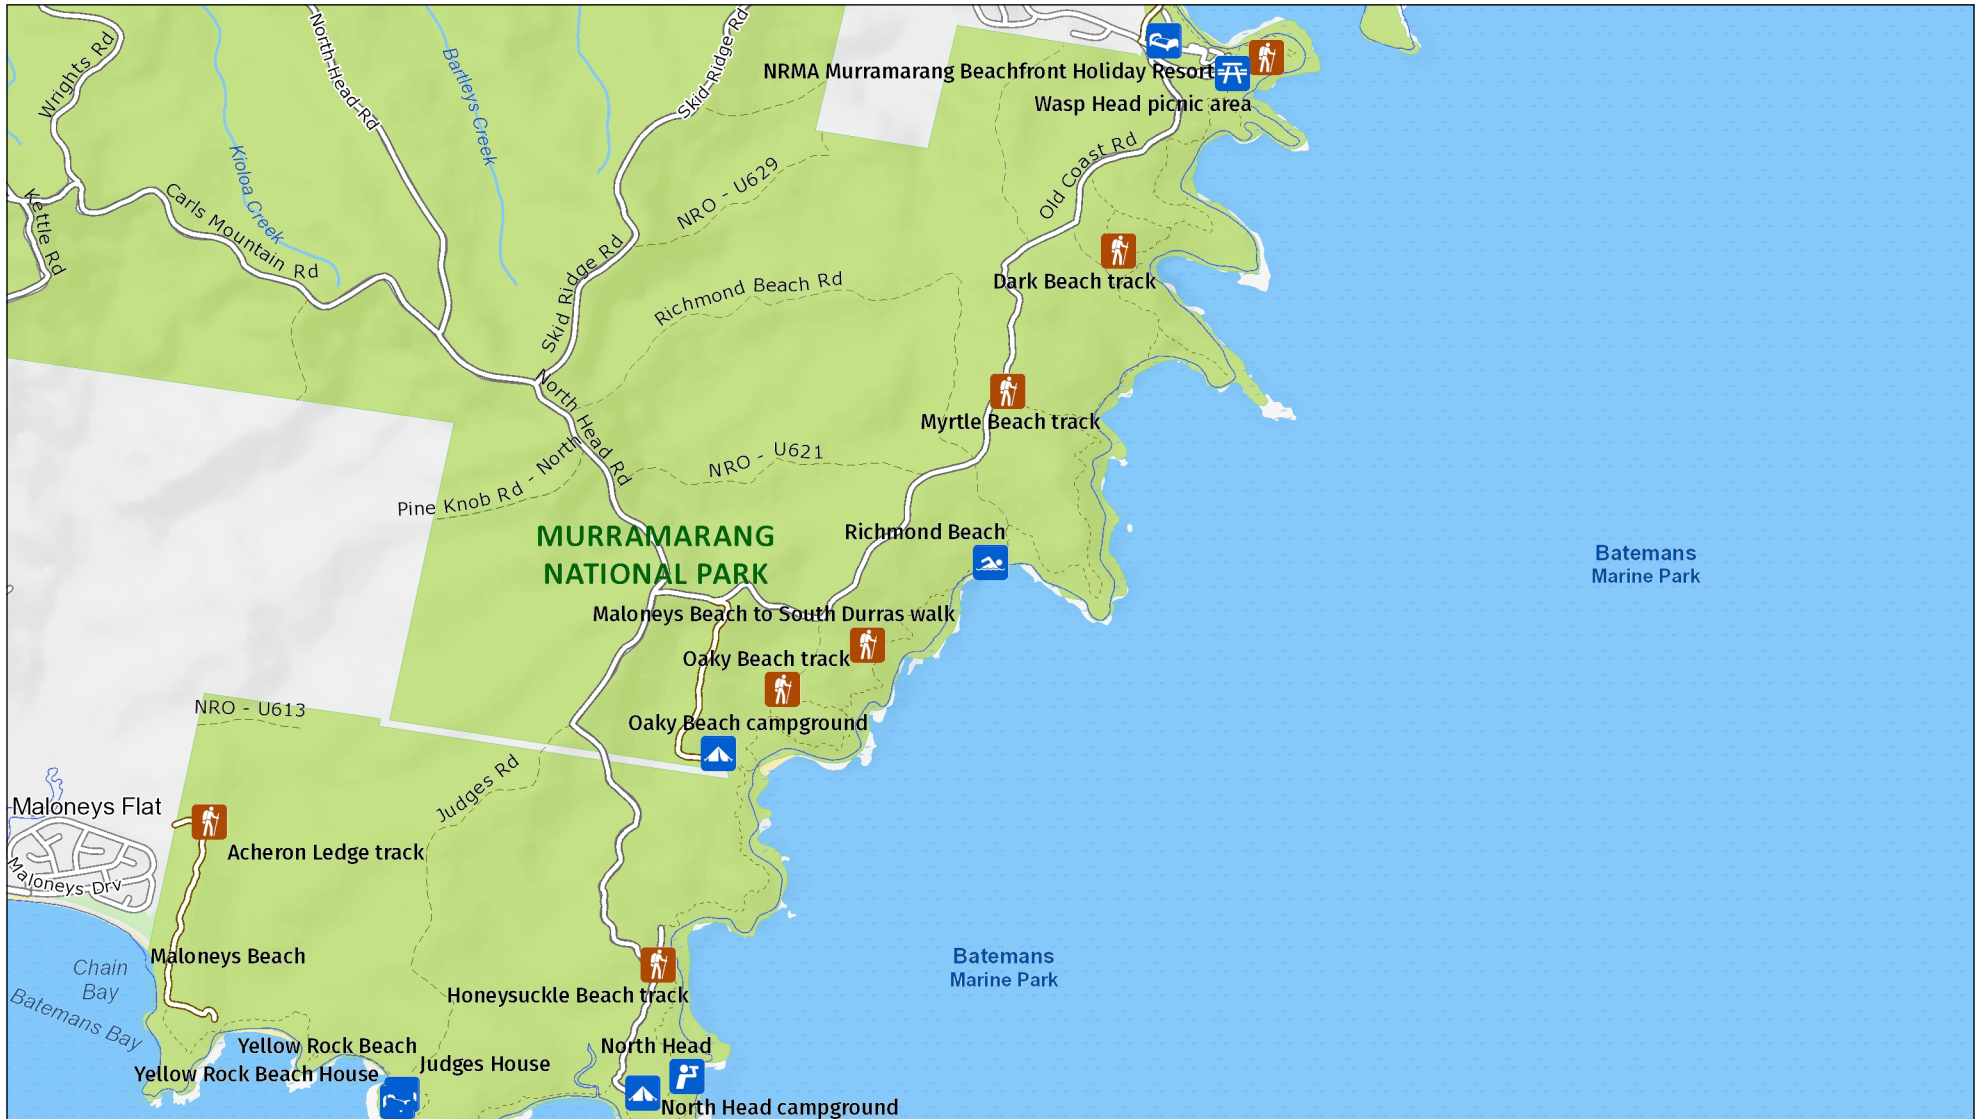 Wrights Rd
North-Head-Rd
Bartleys Creek
Skid-Ridge Rd
NRMA Murramarang Beachfront Holiday Resort
Wasp Head picnic area
Kioloa Creek
Old Coast Rd
NRO - U629
Kettle Rd
Carls Mountain Rd
Skid Ridge Rd
Richmond Beach Rd
Dark Beach track
North Head Rd
Myrtle Beach track
NRO - U621
Pine Knob Rd - North
MURRAMARANG
NATIONAL PARK
Richmond Beach
Batemans
Marine Park
Maloneys Beach to South Durras walk
Oaky Beach track
NRO - U613
Oaky Beach campground
Judges Rd
Maloneys Flat
Acheron Ledge track
Maloneys-Drv
Maloneys Beach
Chain
Bay
Batemans Bay
Batemans
Marine Park
Honeysuckle Beach track
Yellow Rock Beach
North Head
Judges House
Yellow Rock Beach House
North Head campground